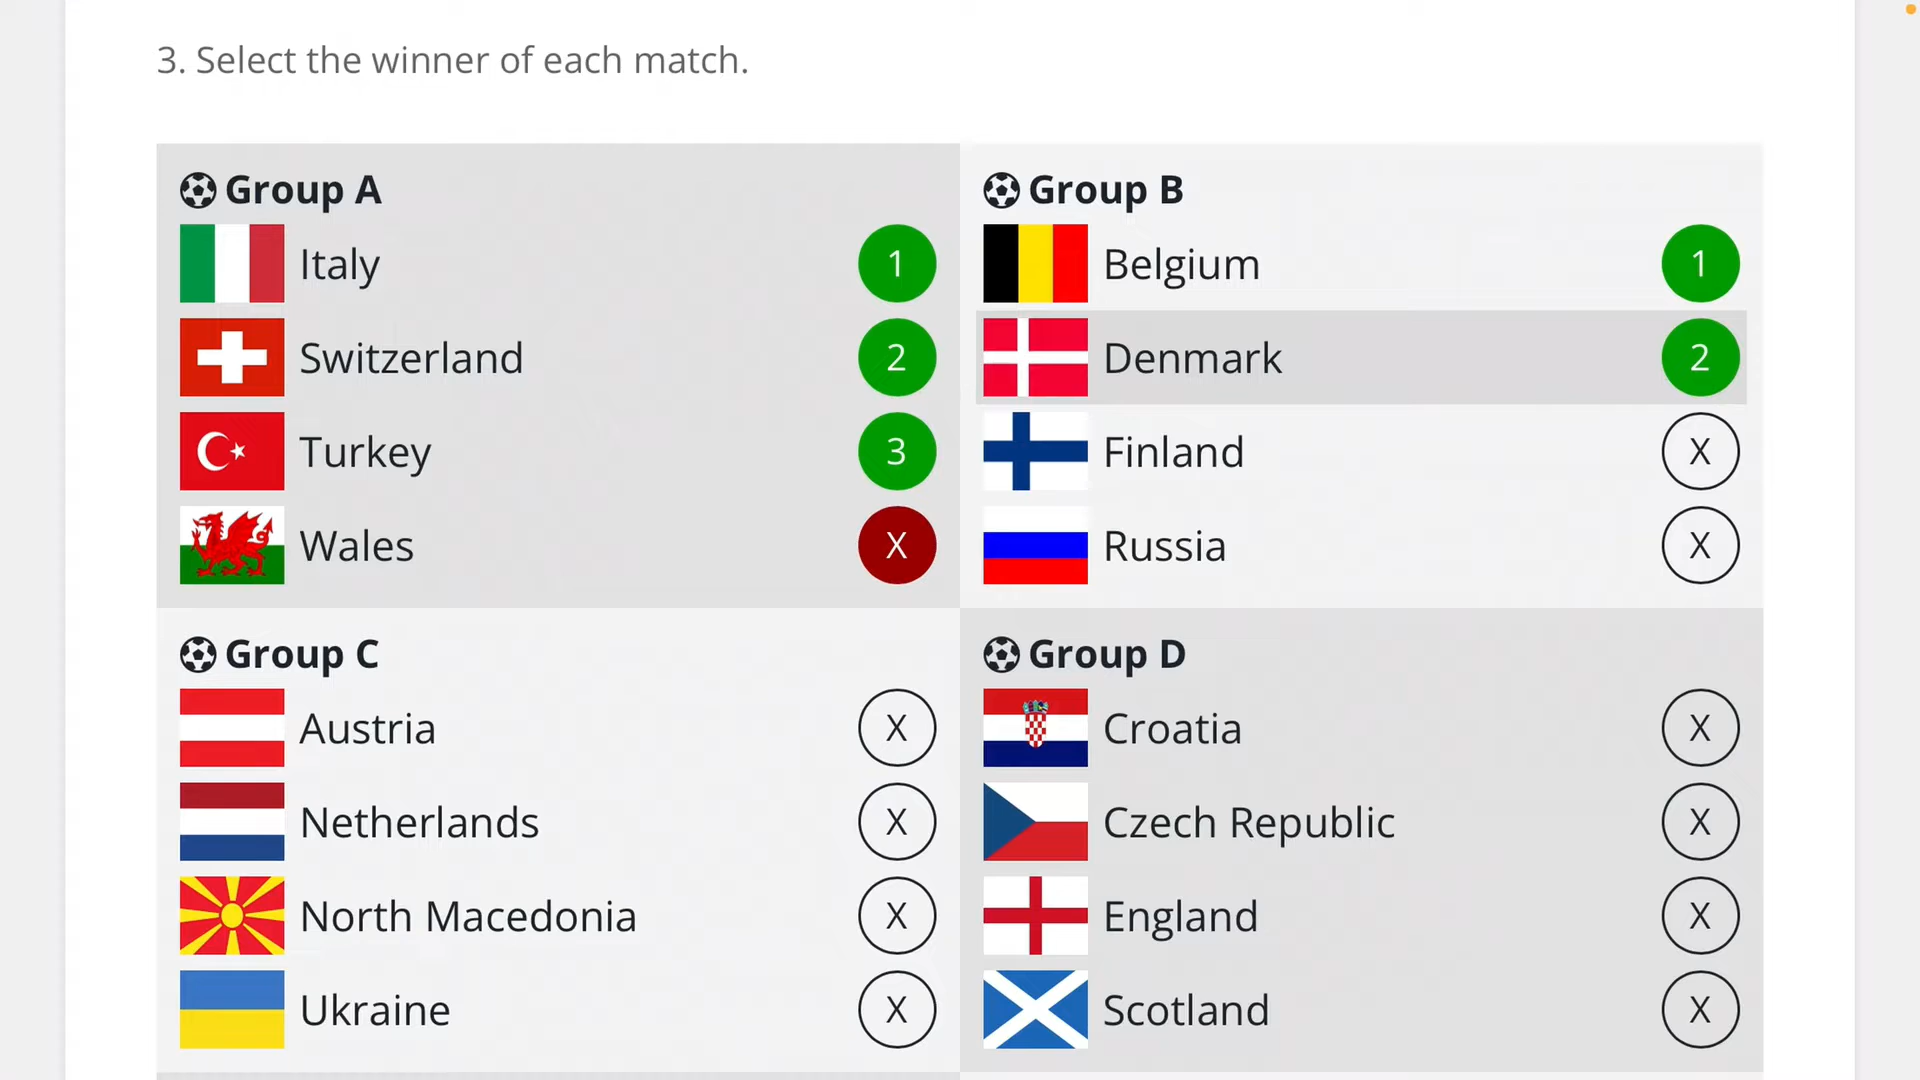 3. Select the winner of each match.
Group A
Italy 1
Switzerland 2
Turkey 3
Wales X
Group B
Belgium 1
Denmark 2
Finland X
Russia X
Group C
Austria X
Netherlands X
North Macedonia X
Ukraine X
Group D
Croatia X
Czech Republic X
England X
Scotland X